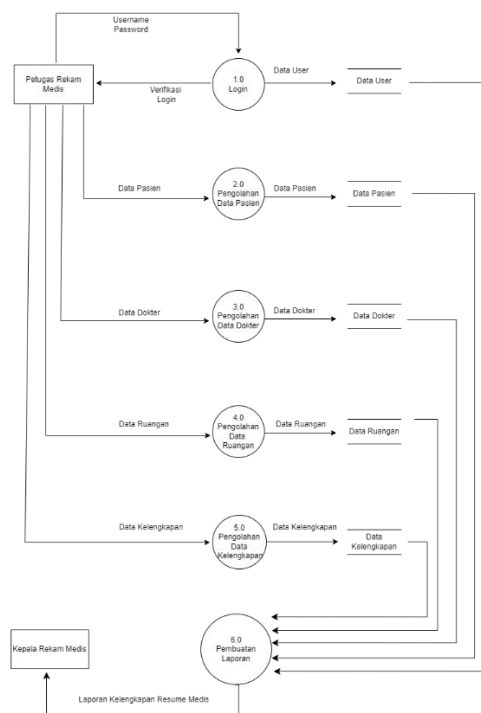 Username
Password
Petugas Rekam
Medis
Verifikasi
Login
1.0
Login
Data User
Data User
Data Pasien
2.0
Pengolahan
Data Pasien
Data Pasien
Data Pasien
Data Dokter
3.0
Pengolahan
Data Dokter
Data Dokter
Data Dokter
Data Ruangan
4.0
Pengolahan
Data
Ruangan
Data Ruangan
Data Ruangan
Data Kelengkapan
5.0
Pengolahan
Data
Kelengkapan
Data Kelengkapan
Data
Kelengkapan
Kepala Rekam Medis
6.0
Pembuatan
Laporan
Laporan Kelengkapan Resume Medis